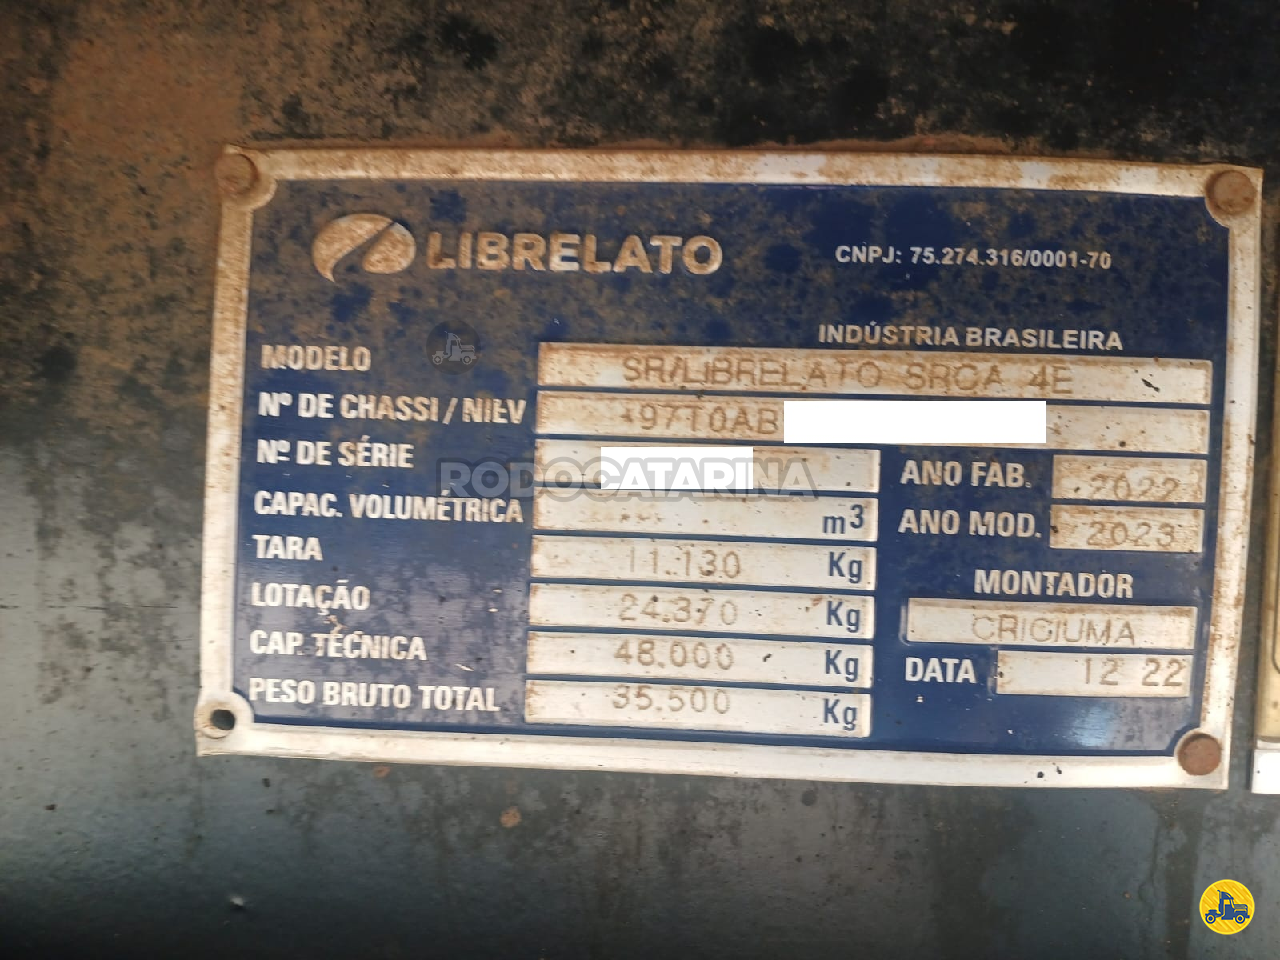 LIBRELATO
CNPJ: 75.274.316/0001-70
INDÚSTRIA BRASILEIRA
MODELO SR/LIBRELATO SRCA 4E
Nº DE CHASSI / NIEV *97T0AB
Nº DE SÉRIE
ANO FAB. 2022
CAPAC. VOLUMÉTRICA --- m3
ANO MOD. 2023
TARA 11.130 Kg
MONTADOR
LOTAÇÃO 24.370 Kg
CRICIUMA
CAP. TÉCNICA 48.000 Kg
DATA 12 22
PESO BRUTO TOTAL 35.500 Kg
RODOCATARINA